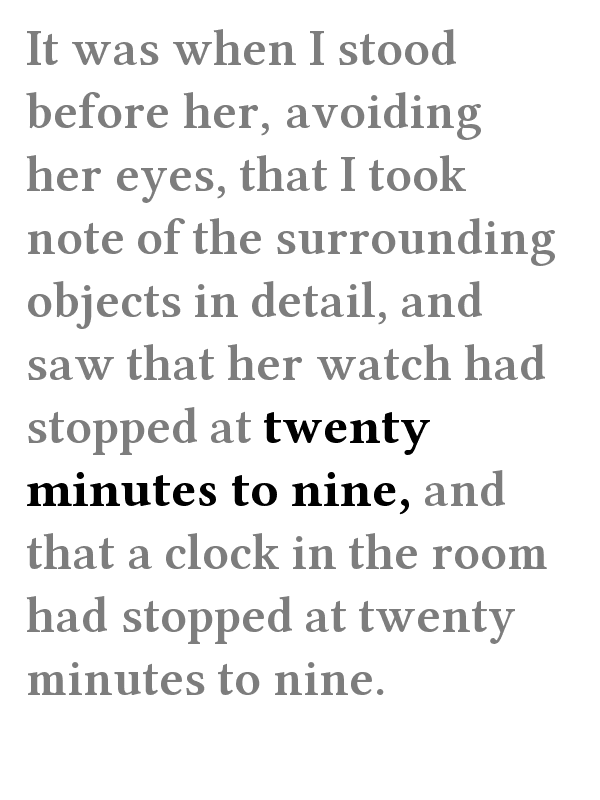 It was when I stood
before her, avoiding
her eyes, that I took
note of the surrounding
objects in detail, and
saw that her watch had
stopped at twenty
minutes to nine, and
that a clock in the room
had stopped at twenty
minutes to nine.